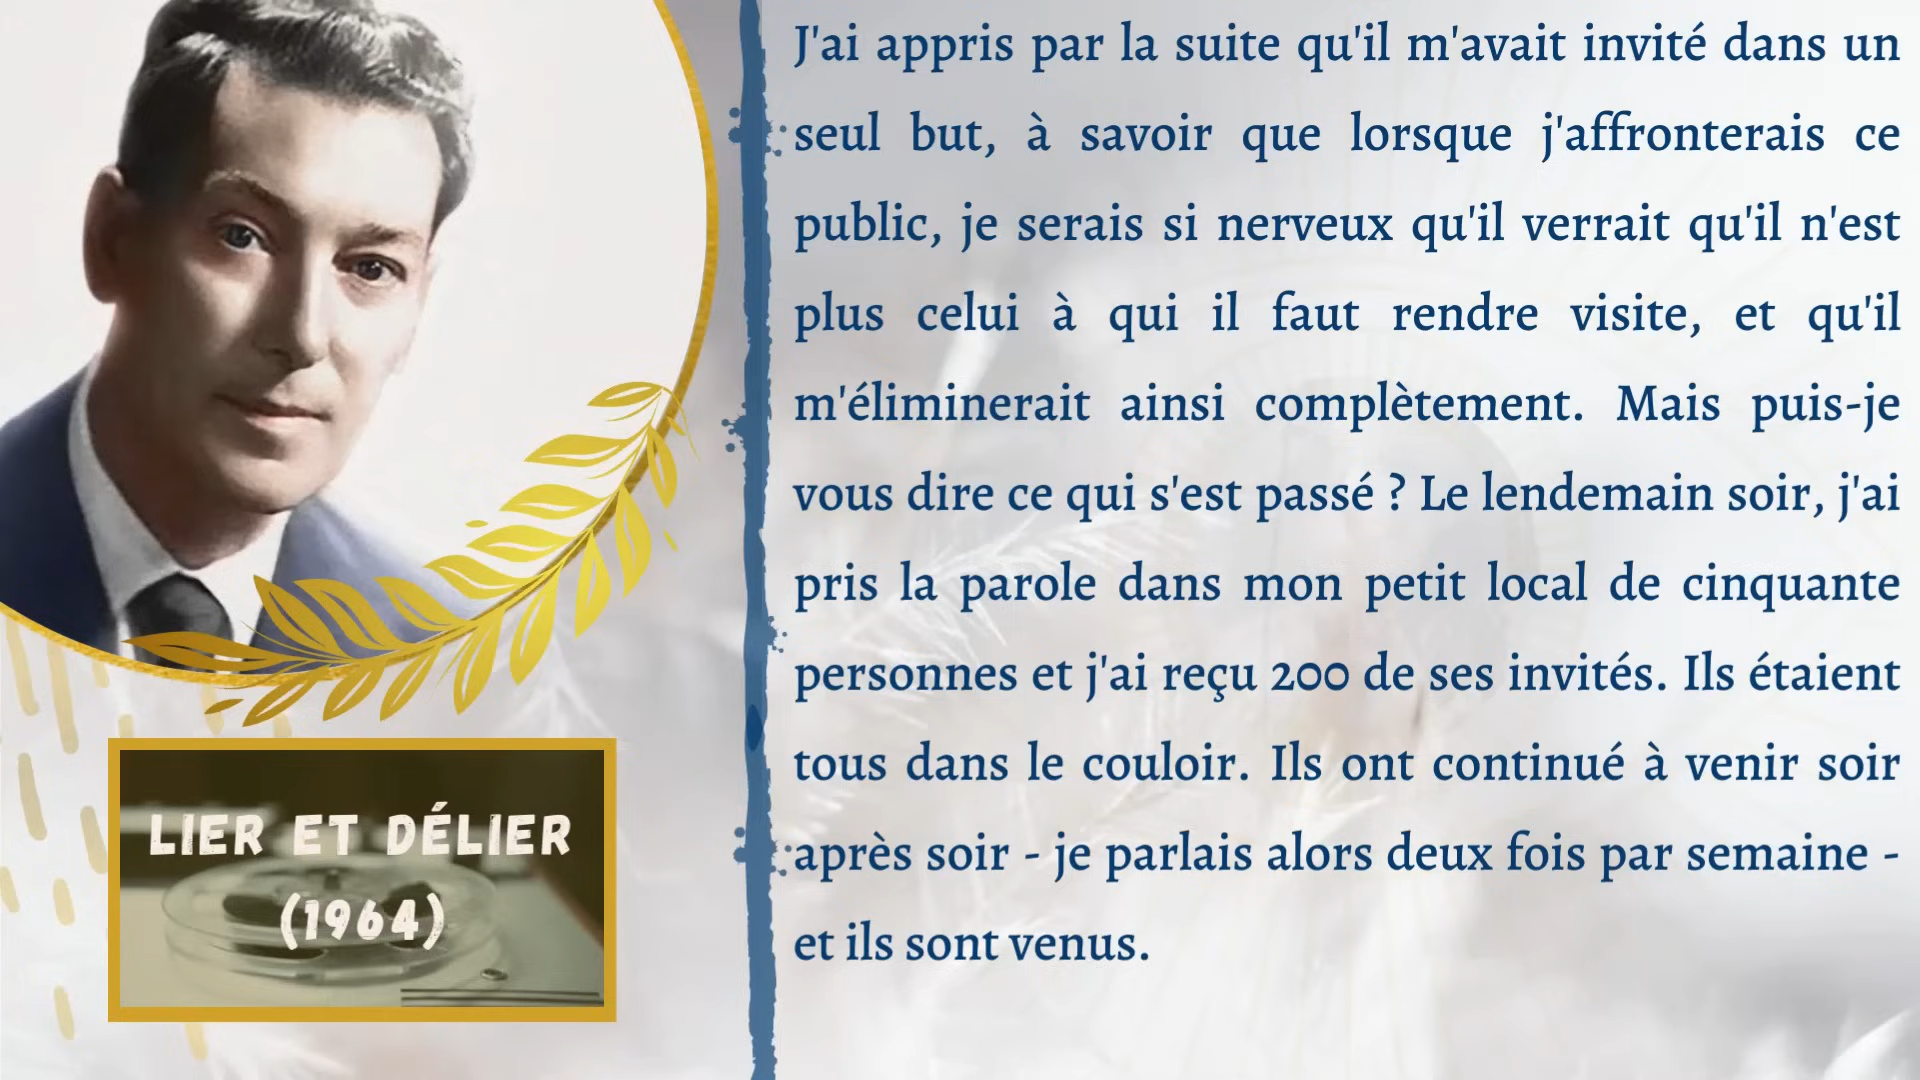 J'ai appris par la suite qu'il m'avait invité dans un
seul but, à savoir que lorsque j'affronterais ce
public, je serais si nerveux qu'il verrait qu'il n'est
plus celui à qui il faut rendre visite, et qu'il
m'éliminerait ainsi complètement. Mais puis-je
vous dire ce qui s'est passé ? Le lendemain soir, j'ai
pris la parole dans mon petit local de cinquante
personnes et j'ai reçu 200 de ses invités. Ils étaient
tous dans le couloir. Ils ont continué à venir soir
après soir - je parlais alors deux fois par semaine -
et ils sont venus.
LIER ET DÉLIER
(1964)